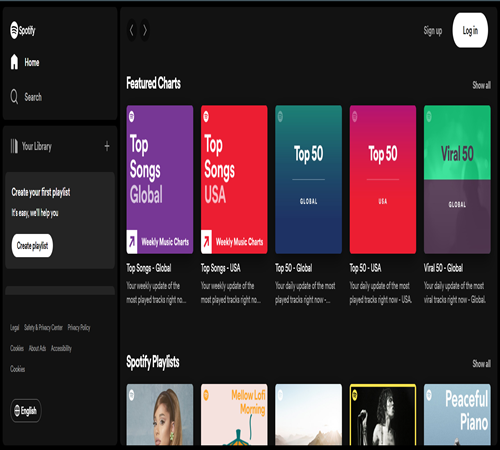 Spotify
Home
Search
Your Library
Create your first playlist
It's easy, we'll help you
Create playlist
Legal Safety & Privacy Center Privacy Policy
Cookies About Ads Accessibility
Cookies
English
Sign up
Log in
Featured Charts
Show all
Top
Songs
Global
Weekly Music Charts
Top
Songs
USA
Weekly Music Charts
Top 50
GLOBAL
Top 50
USA
Viral 50
GLOBAL
Top Songs - Global
Your weekly update of the
most played tracks right no...
Top Songs - USA
Your weekly update of the
most played tracks right no...
Top 50 - Global
Your daily update of the most
played tracks right now - ...
Top 50 - USA
Your daily update of the most
played tracks right now - USA.
Viral 50 - Global
Your daily update of the most
viral tracks right now - Global.
Spotify Playlists
Show all
Mellow Lofi
Morning
Peaceful
Piano